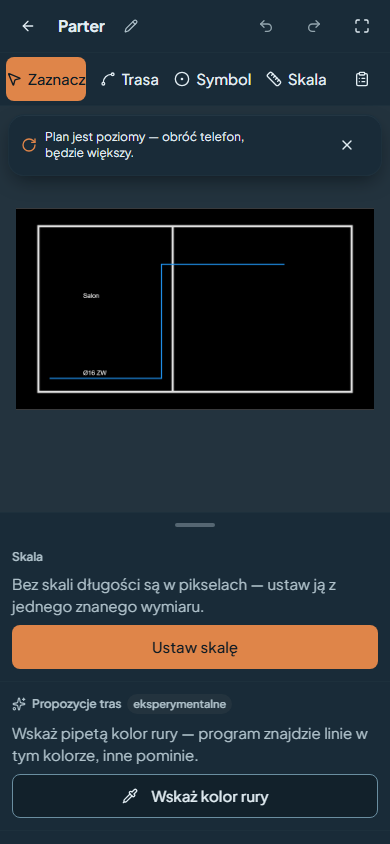 Parter
Zaznacz
Trasa
Symbol
Skala
Plan jest poziomy — obróć telefon,
będzie większy.
Salon
Ø16 ZW
Skala
Bez skali długości są w pikselach — ustaw ją z
jednego znanego wymiaru.
Ustaw skalę
Propozycje tras eksperymentalne
Wskaż pipetą kolor rury — program znajdzie linie w
tym kolorze, inne pominie.
Wskaż kolor rury